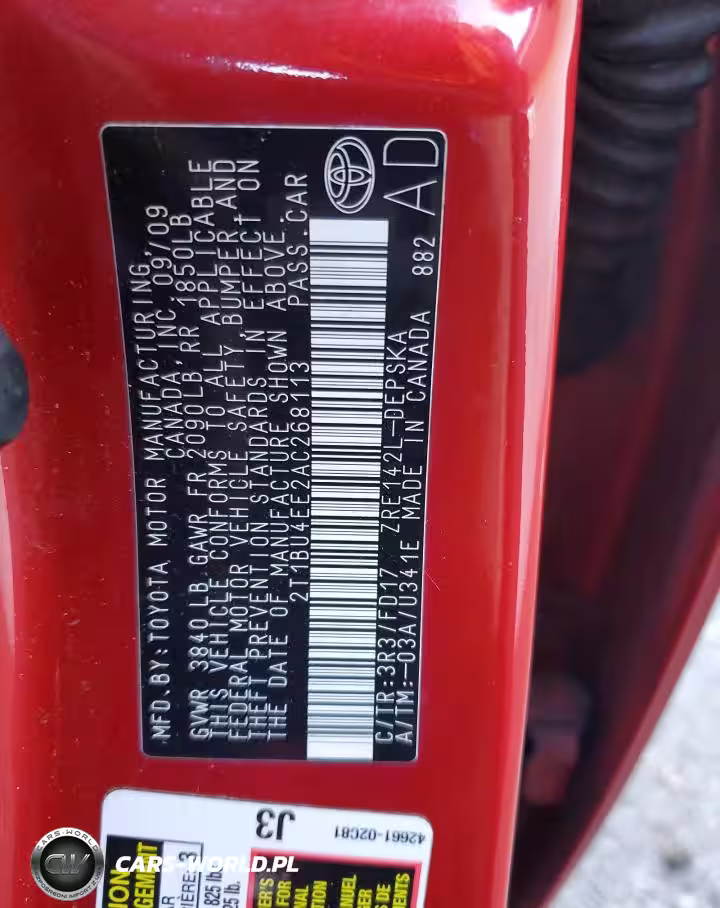 MFD.BY:TOYOTA MOTOR MANUFACTURING
CANADA,INC. 09/09
GVWR 3840LB GAWR FR 2090LB RR 1850LB
THIS VEHICLE CONFORMS TO ALL APPLICABLE
FEDERAL MOTOR VEHICLE SAFETY,BUMPER,AND
THEFT PREVENTION STANDARDS IN EFFECT ON
THE DATE OF MANUFACTURE SHOWN ABOVE.
2T1BU4EE2AC268113 PASS.CAR
C/TR:3R3/FD17 ZRE142L-DEPSKA
A/TM:-03A/U341E MADE IN CANADA 882
AD
J3
42661-02C81
825 lb.
CW
CARS-WORLD.PL